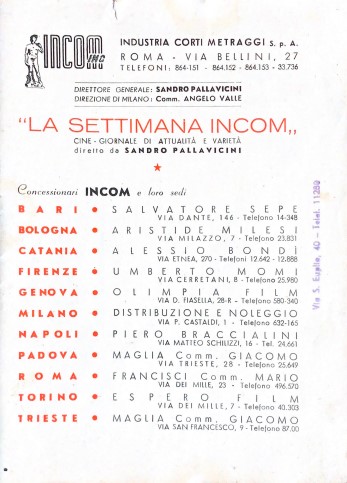 INCOM
INC
INDUSTRIA CORTI METRAGGI S. p. A.
ROMA - VIA BELLINI, 27
TELEFONI: 864-151 - 864.152 - 864.153 - 33.736
DIRETTORE GENERALE: SANDRO PALLAVICINI
DIREZIONE DI MILANO: Comm. ANGELO VALLE
"LA SETTIMANA INCOM„
CINE - GIORNALE DI ATTUALITÀ E VARIETÀ
diretto da SANDRO PALLAVICINI
Concessionari INCOM e loro sedi
BARI • SALVATORE SEPE
VIA DANTE, 146 - Telefono 14-348
BOLOGNA • ARISTIDE MILESI
VIA MILAZZO, 7 - Telefono 23.831
CATANIA • ALESSIO BONDÌ
VIA ETNEA, 270 - Telefoni 12.642 - 12.888
FIRENZE • UMBERTO MOMI
VIA CERRETANI, 8 - Telefono 25.980
GENOVA • OLIMPIA FILM
VIA D. FIASELLA, 28-R - Telefono 580-340
MILANO • DISTRIBUZIONE E NOLEGGIO
VIA P. CASTALDI, 1 - Telefono 632-165
NAPOLI • PIERO BRACCIALINI
VIA MATTEO SCHILIZZI, 16 - Tel. 24.661
PADOVA • MAGLIA Comm. GIACOMO
VIA TRIESTE, 28 - Telefono 25.649
ROMA • FRANCISCI Comm. MARIO
VIA DEI MILLE, 23 - Telefono 496.570
TORINO • ESPERO FILM
VIA DEI MILLE, 7 - Telefono 40.303
TRIESTE • MAGLIA Comm. GIACOMO
VIA SAN FRANCESCO, 9 - Telefono 87.00
Via S. Euplio, 40 - Telef. 11250